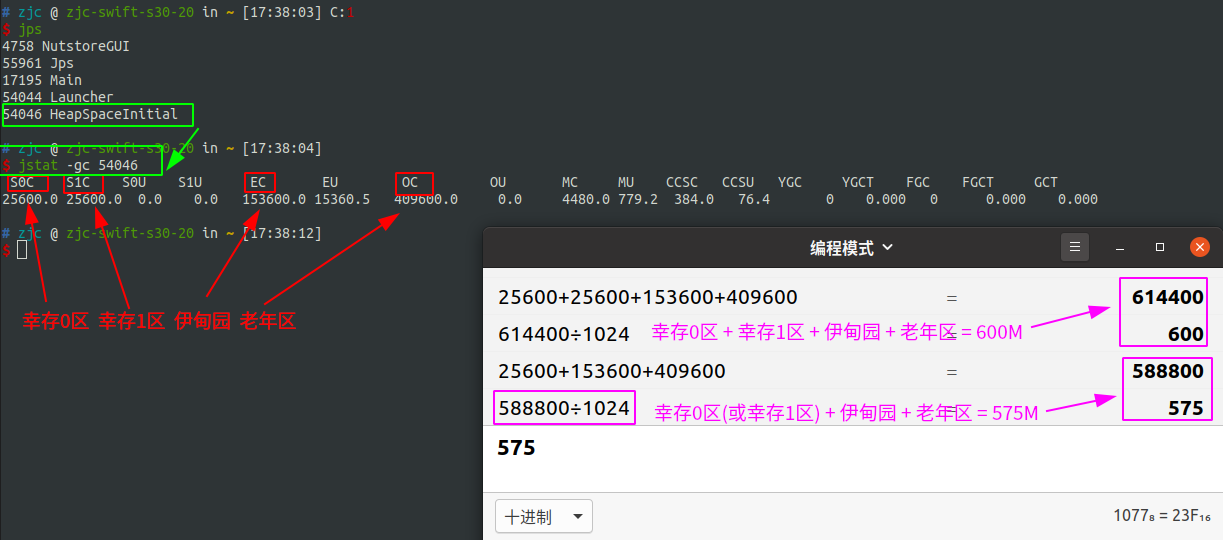 # zjc @ zjc-swift-s30-20 in ~ [17:38:03] C:1
$ jps
4758 NutstoreGUI
55961 Jps
17195 Main
54044 Launcher
54046 HeapSpaceInitial
# zjc @ zjc-swift-s30-20 in ~ [17:38:04]
$ jstat -gc 54046
S0C S1C S0U S1U EC EU OC OU MC MU CCSC CCSU YGC YGCT FGC FGCT GCT
25600.0 25600.0 0.0 0.0 153600.0 15360.5 409600.0 0.0 4480.0 779.2 384.0 76.4 0 0.000 0 0.000 0.000
# zjc @ zjc-swift-s30-20 in ~ [17:38:12]
$
幸存0区 幸存1区 伊甸园 老年区
编程模式
25600+25600+153600+409600 = 614400
614400÷1024 幸存0区 + 幸存1区 + 伊甸园 + 老年区 = 600M = 600
25600+153600+409600 = 588800
588800÷1024 幸存0区(或幸存1区) + 伊甸园 + 老年区 = 575M = 575
575
十进制 1077₈ = 23F₁₆